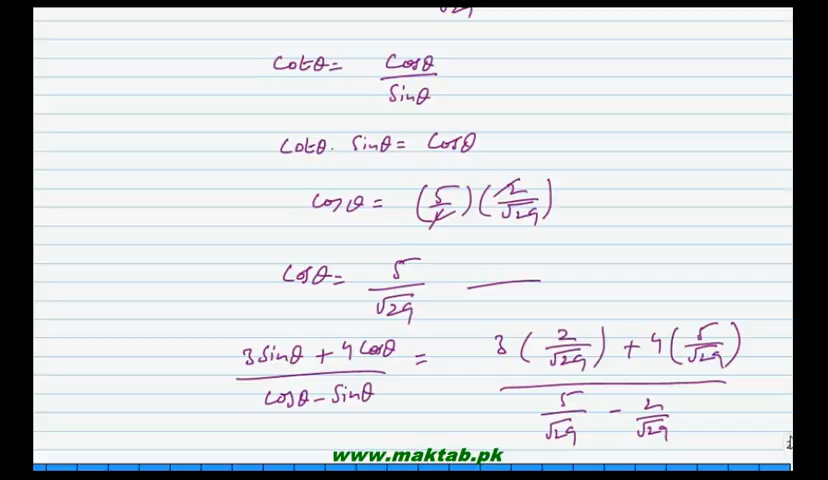 √29
Cotθ = Cosθ / Sinθ
Cotθ · Sinθ = Cosθ
Cosθ = (5/2)(2/√29)
Cosθ = 5/√29
3Sinθ + 4Cosθ / Cosθ - Sinθ = 3(2/√29) + 4(5/√29) / 5/√29 - 2/√29
www.maktab.pk